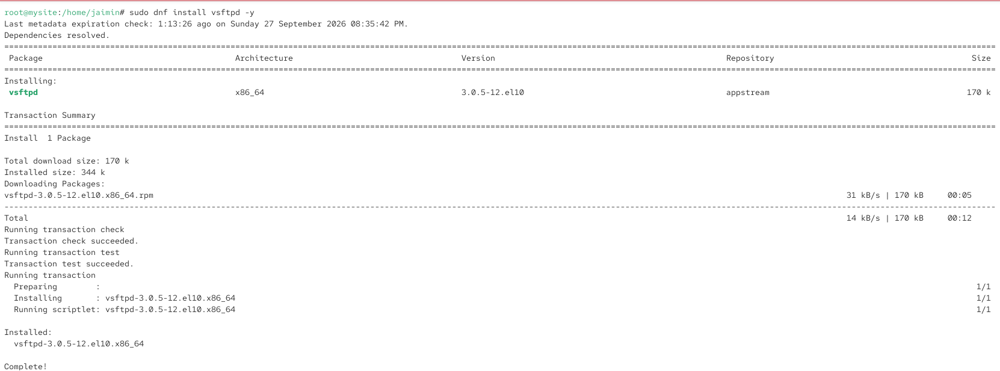 root@mysite:/home/jaimin# sudo dnf install vsftpd -y
Last metadata expiration check: 1:13:26 ago on Sunday 27 September 2026 08:35:42 PM.
Dependencies resolved.
==============================================================================================================================================================================================================
 Package                                        Architecture                                   Version                                                Repository                                         Size
==============================================================================================================================================================================================================
Installing:
 vsftpd                                         x86_64                                         3.0.5-12.el10                                          appstream                                         170 k

Transaction Summary
==============================================================================================================================================================================================================
Install  1 Package

Total download size: 170 k
Installed size: 344 k
Downloading Packages:
vsftpd-3.0.5-12.el10.x86_64.rpm                                                                                                                                                31 kB/s | 170 kB     00:05
--------------------------------------------------------------------------------------------------------------------------------------------------------------------------------------------------------------
Total                                                                                                                                                                          14 kB/s | 170 kB     00:12
Running transaction check
Transaction check succeeded.
Running transaction test
Transaction test succeeded.
Running transaction
  Preparing        :                                                                                                                                                                                      1/1
  Installing       : vsftpd-3.0.5-12.el10.x86_64                                                                                                                                                          1/1
  Running scriptlet: vsftpd-3.0.5-12.el10.x86_64                                                                                                                                                          1/1

Installed:
  vsftpd-3.0.5-12.el10.x86_64

Complete!